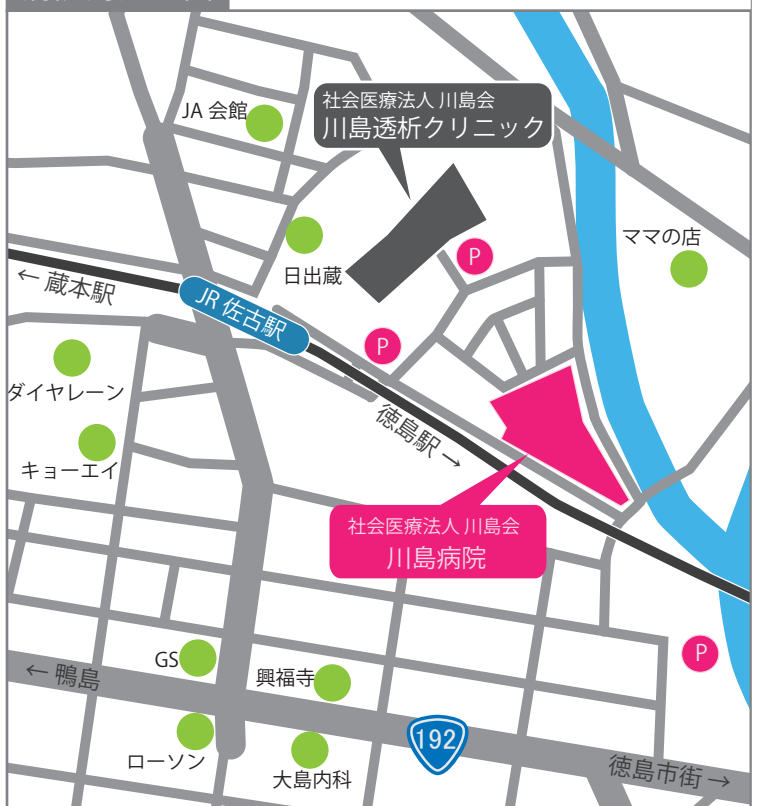 JA 会館
社会医療法人 川島会
川島透析クリニック
ママの店
P
日出蔵
← 蔵本駅
JR 佐古駅
P
ダイヤレーン
徳島駅 →
キョーエイ
社会医療法人 川島会
川島病院
P
GS
← 鴨島
興福寺
192
ローソン
大島内科
徳島市街 →